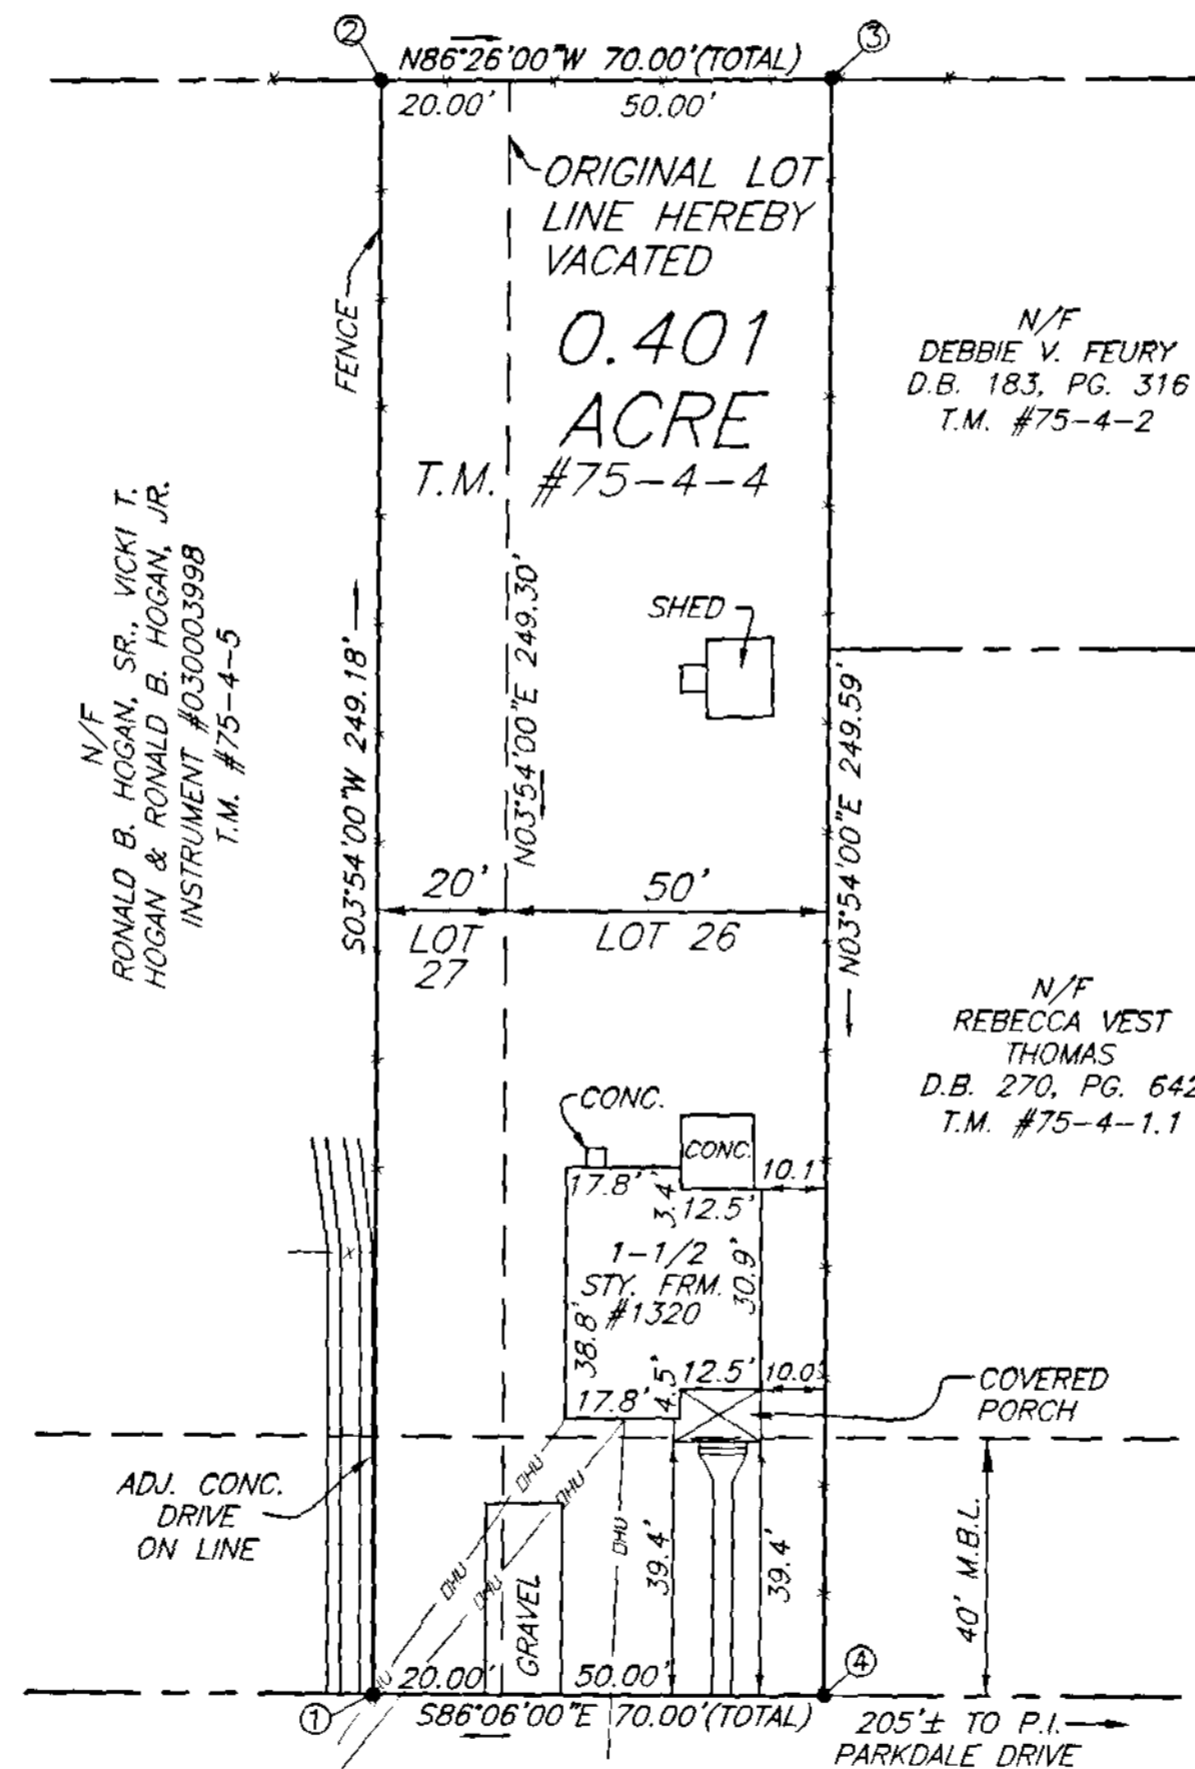 ②
N86°26'00"W 70.00'(TOTAL)
③
20.00'
50.00'
ORIGINAL LOT
LINE HEREBY
VACATED
FENCE
0.401
ACRE
T.M. #75-4-4
N/F
DEBBIE V. FEURY
D.B. 183, PG. 316
T.M. #75-4-2
N/F
RONALD B. HOGAN, SR., VICKI T.
HOGAN & RONALD B. HOGAN, JR.
INSTRUMENT #030003998
T.M. #75-4-5
S03°54'00"W 249.18'
N03°54'00"E 249.30'
SHED
N03°54'00"E 249.59'
20'
50'
LOT
27
LOT 26
N/F
REBECCA VEST
THOMAS
D.B. 270, PG. 642
T.M. #75-4-1.1
CONC.
CONC.
17.8'
3.4'
12.5'
10.1'
1-1/2
STY. FRM.
#1320
38.8'
30.9'
17.8'
4.5'
12.5'
10.0'
COVERED
PORCH
X
ADJ. CONC.
DRIVE
ON LINE
OHU
OHU
OHU
OHU
OHU
GRAVEL
39.4'
39.4'
40' M.B.L.
①
20.00'
50.00'
④
S86°06'00"E 70.00'(TOTAL)
205'± TO P.I.
PARKDALE DRIVE